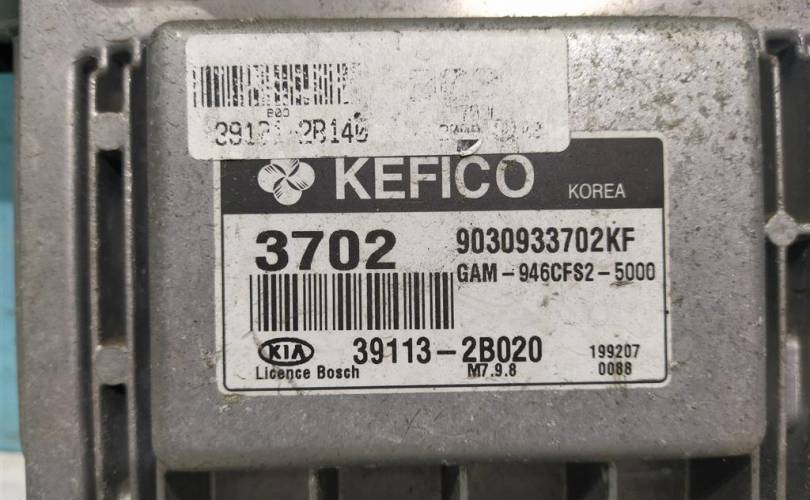 KEFICO KOREA
3702 9030933702KF
GAM-946CFS2-5000
KIA 39113-2B020 199207
Licence Bosch M7.9.8 0088